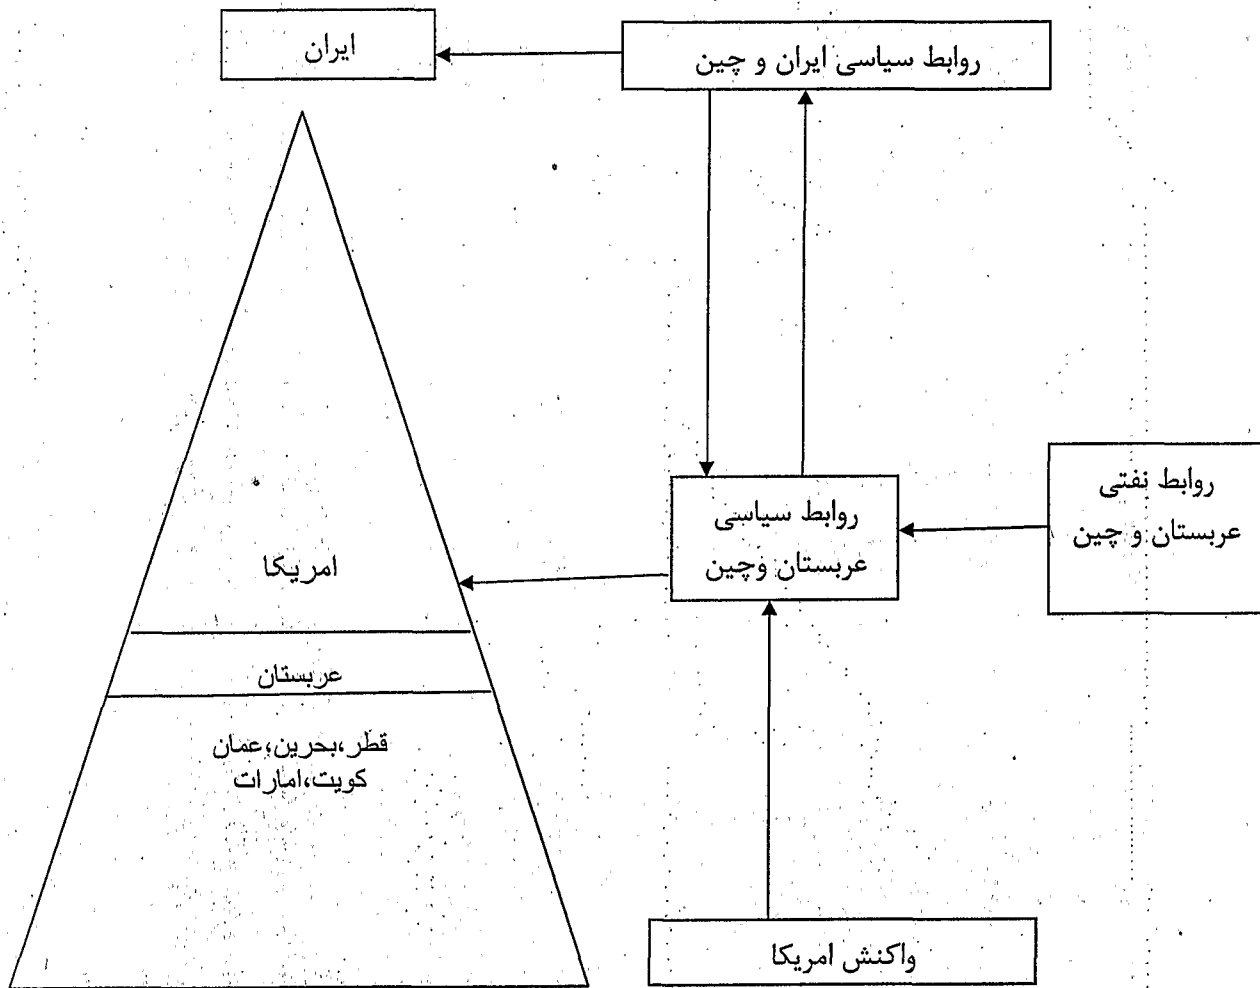 ایران
روابط سیاسی ایران و چین
روابط نفتی
عربستان و چین
روابط سیاسی
عربستان وچین
امریکا
عربستان
قطر،بحرین،عمان
کویت،امارات
واکنش امریکا